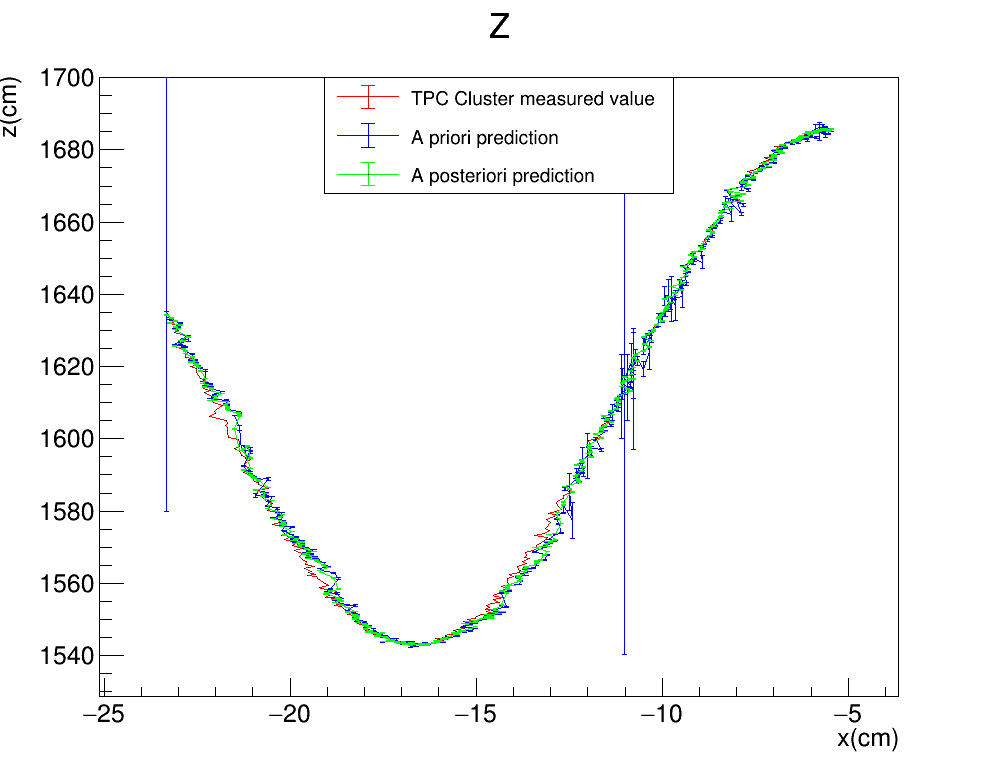 Z
z(cm)
1700
1680
1660
1640
1620
1600
1580
1560
1540
TPC Cluster measured value
A priori prediction
A posteriori prediction
−25 −20 −15 −10 −5
x(cm)